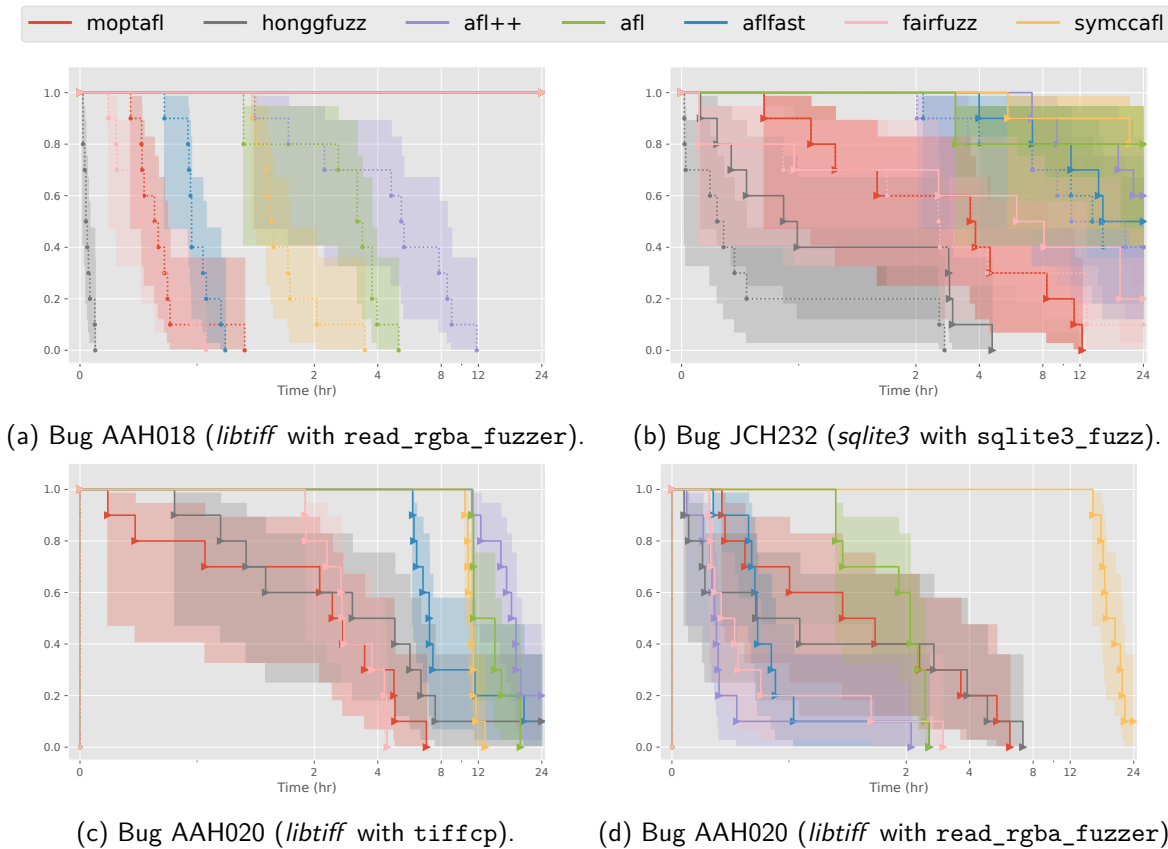 moptafl honggfuzz afl++ afl aflfast fairfuzz symccafl
1.0
0.8
0.6
0.4
0.2
0.0
0 2 4 8 12 24
Time (hr)
(a) Bug AAH018 (libtiff with read_rgba_fuzzer).
1.0
0.8
0.6
0.4
0.2
0.0
0 2 4 8 12 24
Time (hr)
(b) Bug JCH232 (sqlite3 with sqlite3_fuzz).
1.0
0.8
0.6
0.4
0.2
0.0
0 2 4 8 12 24
Time (hr)
(c) Bug AAH020 (libtiff with tiffcp).
1.0
0.8
0.6
0.4
0.2
0.0
0 2 4 8 12 24
Time (hr)
(d) Bug AAH020 (libtiff with read_rgba_fuzzer)